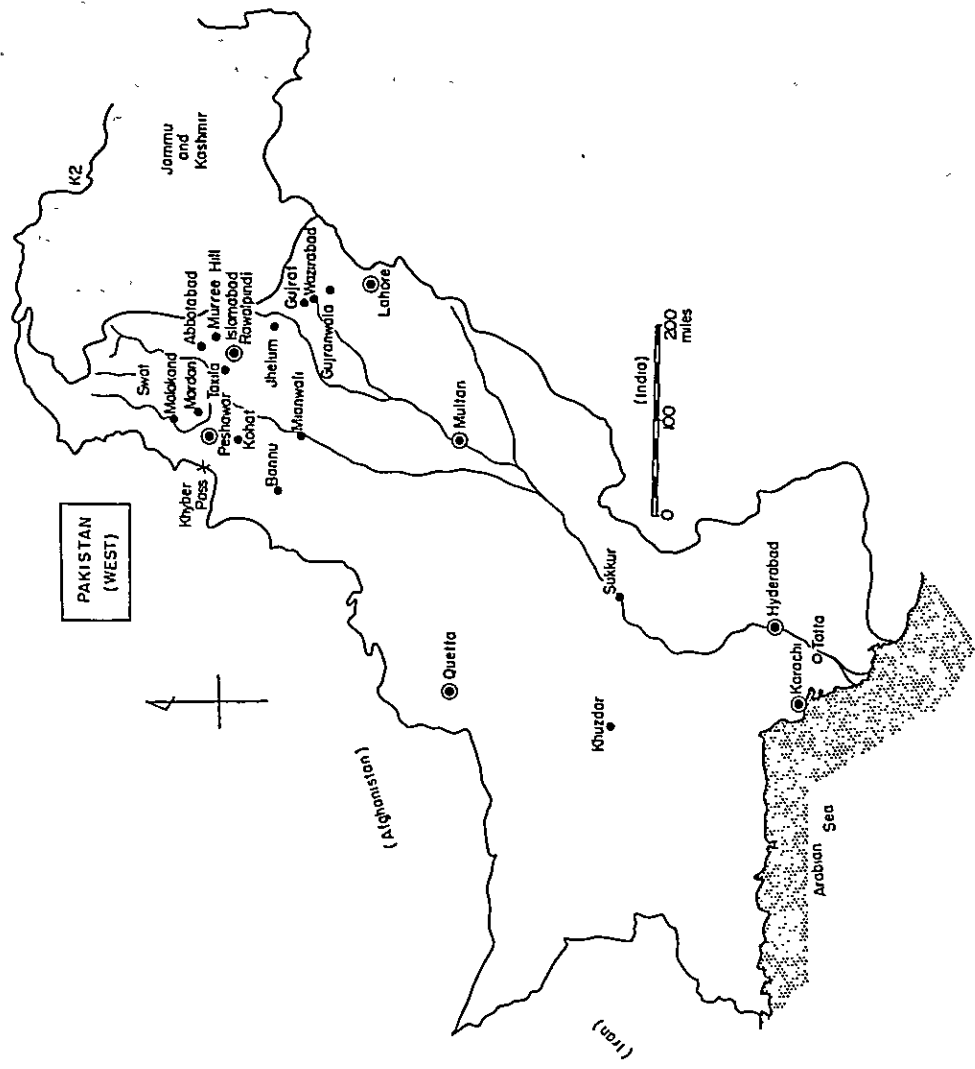 PAKISTAN
(WEST)
K2
Jammu
and
Kashmir
Swat
Malakand
Mardan
Abbotabad
Murree Hill
Taxila
Islamabad
Rawalpindi
Khyber
Pass
Peshawar
Kohat
Bannu
Mianwali
Jhelum
Gujrat
Wazirabad
Gujranwala
Lahore
Multan
(Afghanistan)
Quetta
Khuzdar
Sukkur
(India)
0 100 200
miles
Hyderabad
Tatta
Karachi
(Iran)
Arabian
Sea